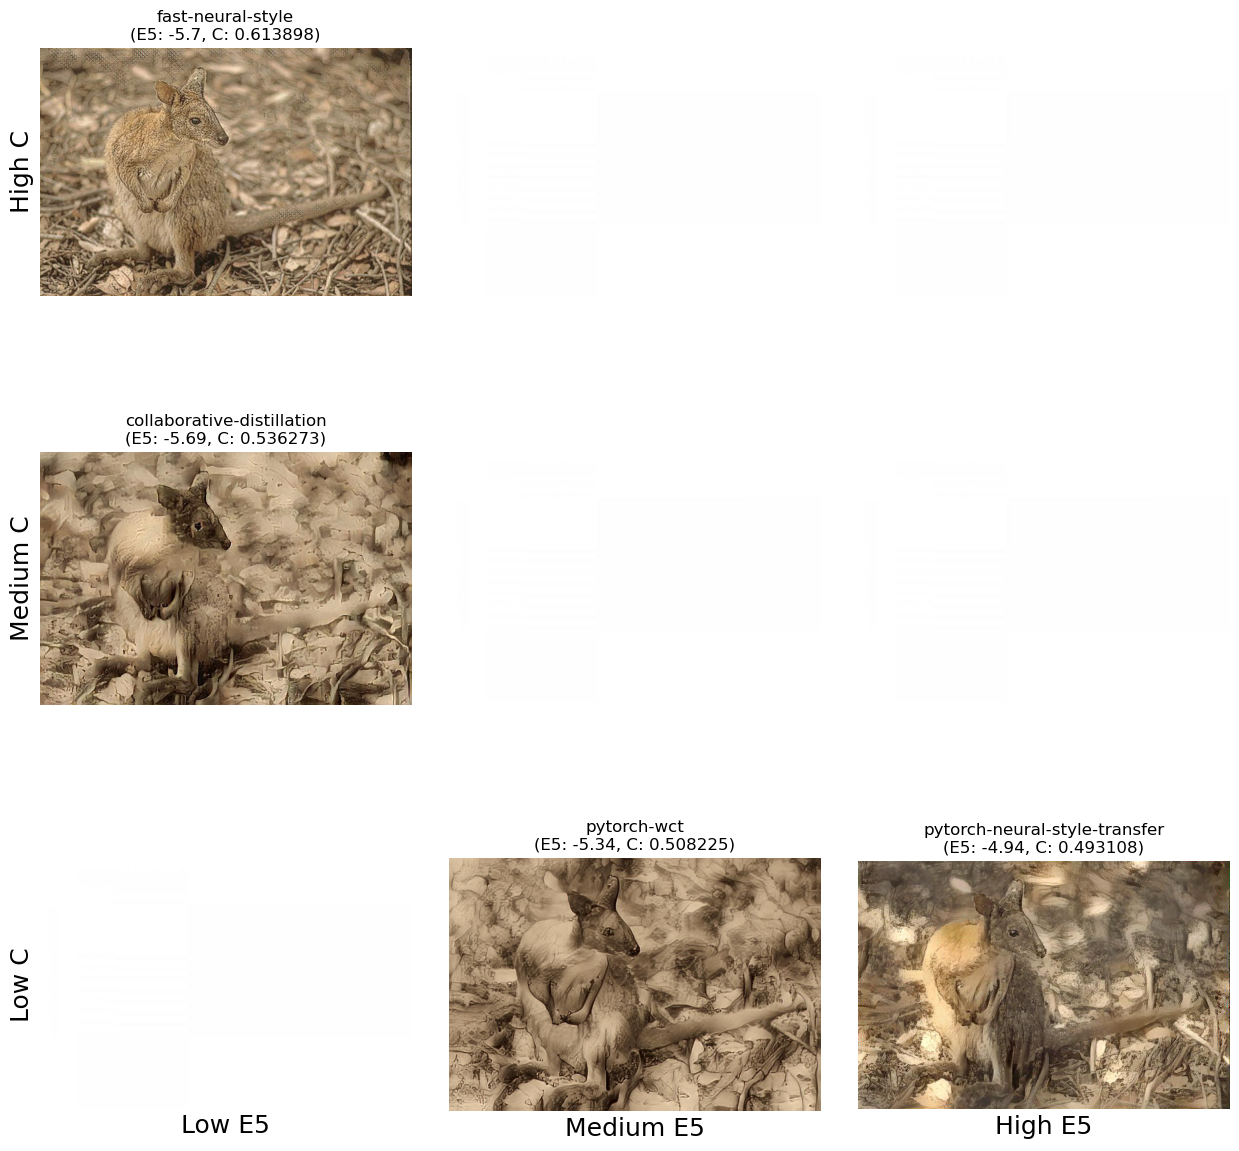 fast-neural-style
(E5: -5.7, C: 0.613898)
High C
collaborative-distillation
(E5: -5.69, C: 0.536273)
Medium C
pytorch-wct
(E5: -5.34, C: 0.508225)
pytorch-neural-style-transfer
(E5: -4.94, C: 0.493108)
Low C
Low E5
Medium E5
High E5